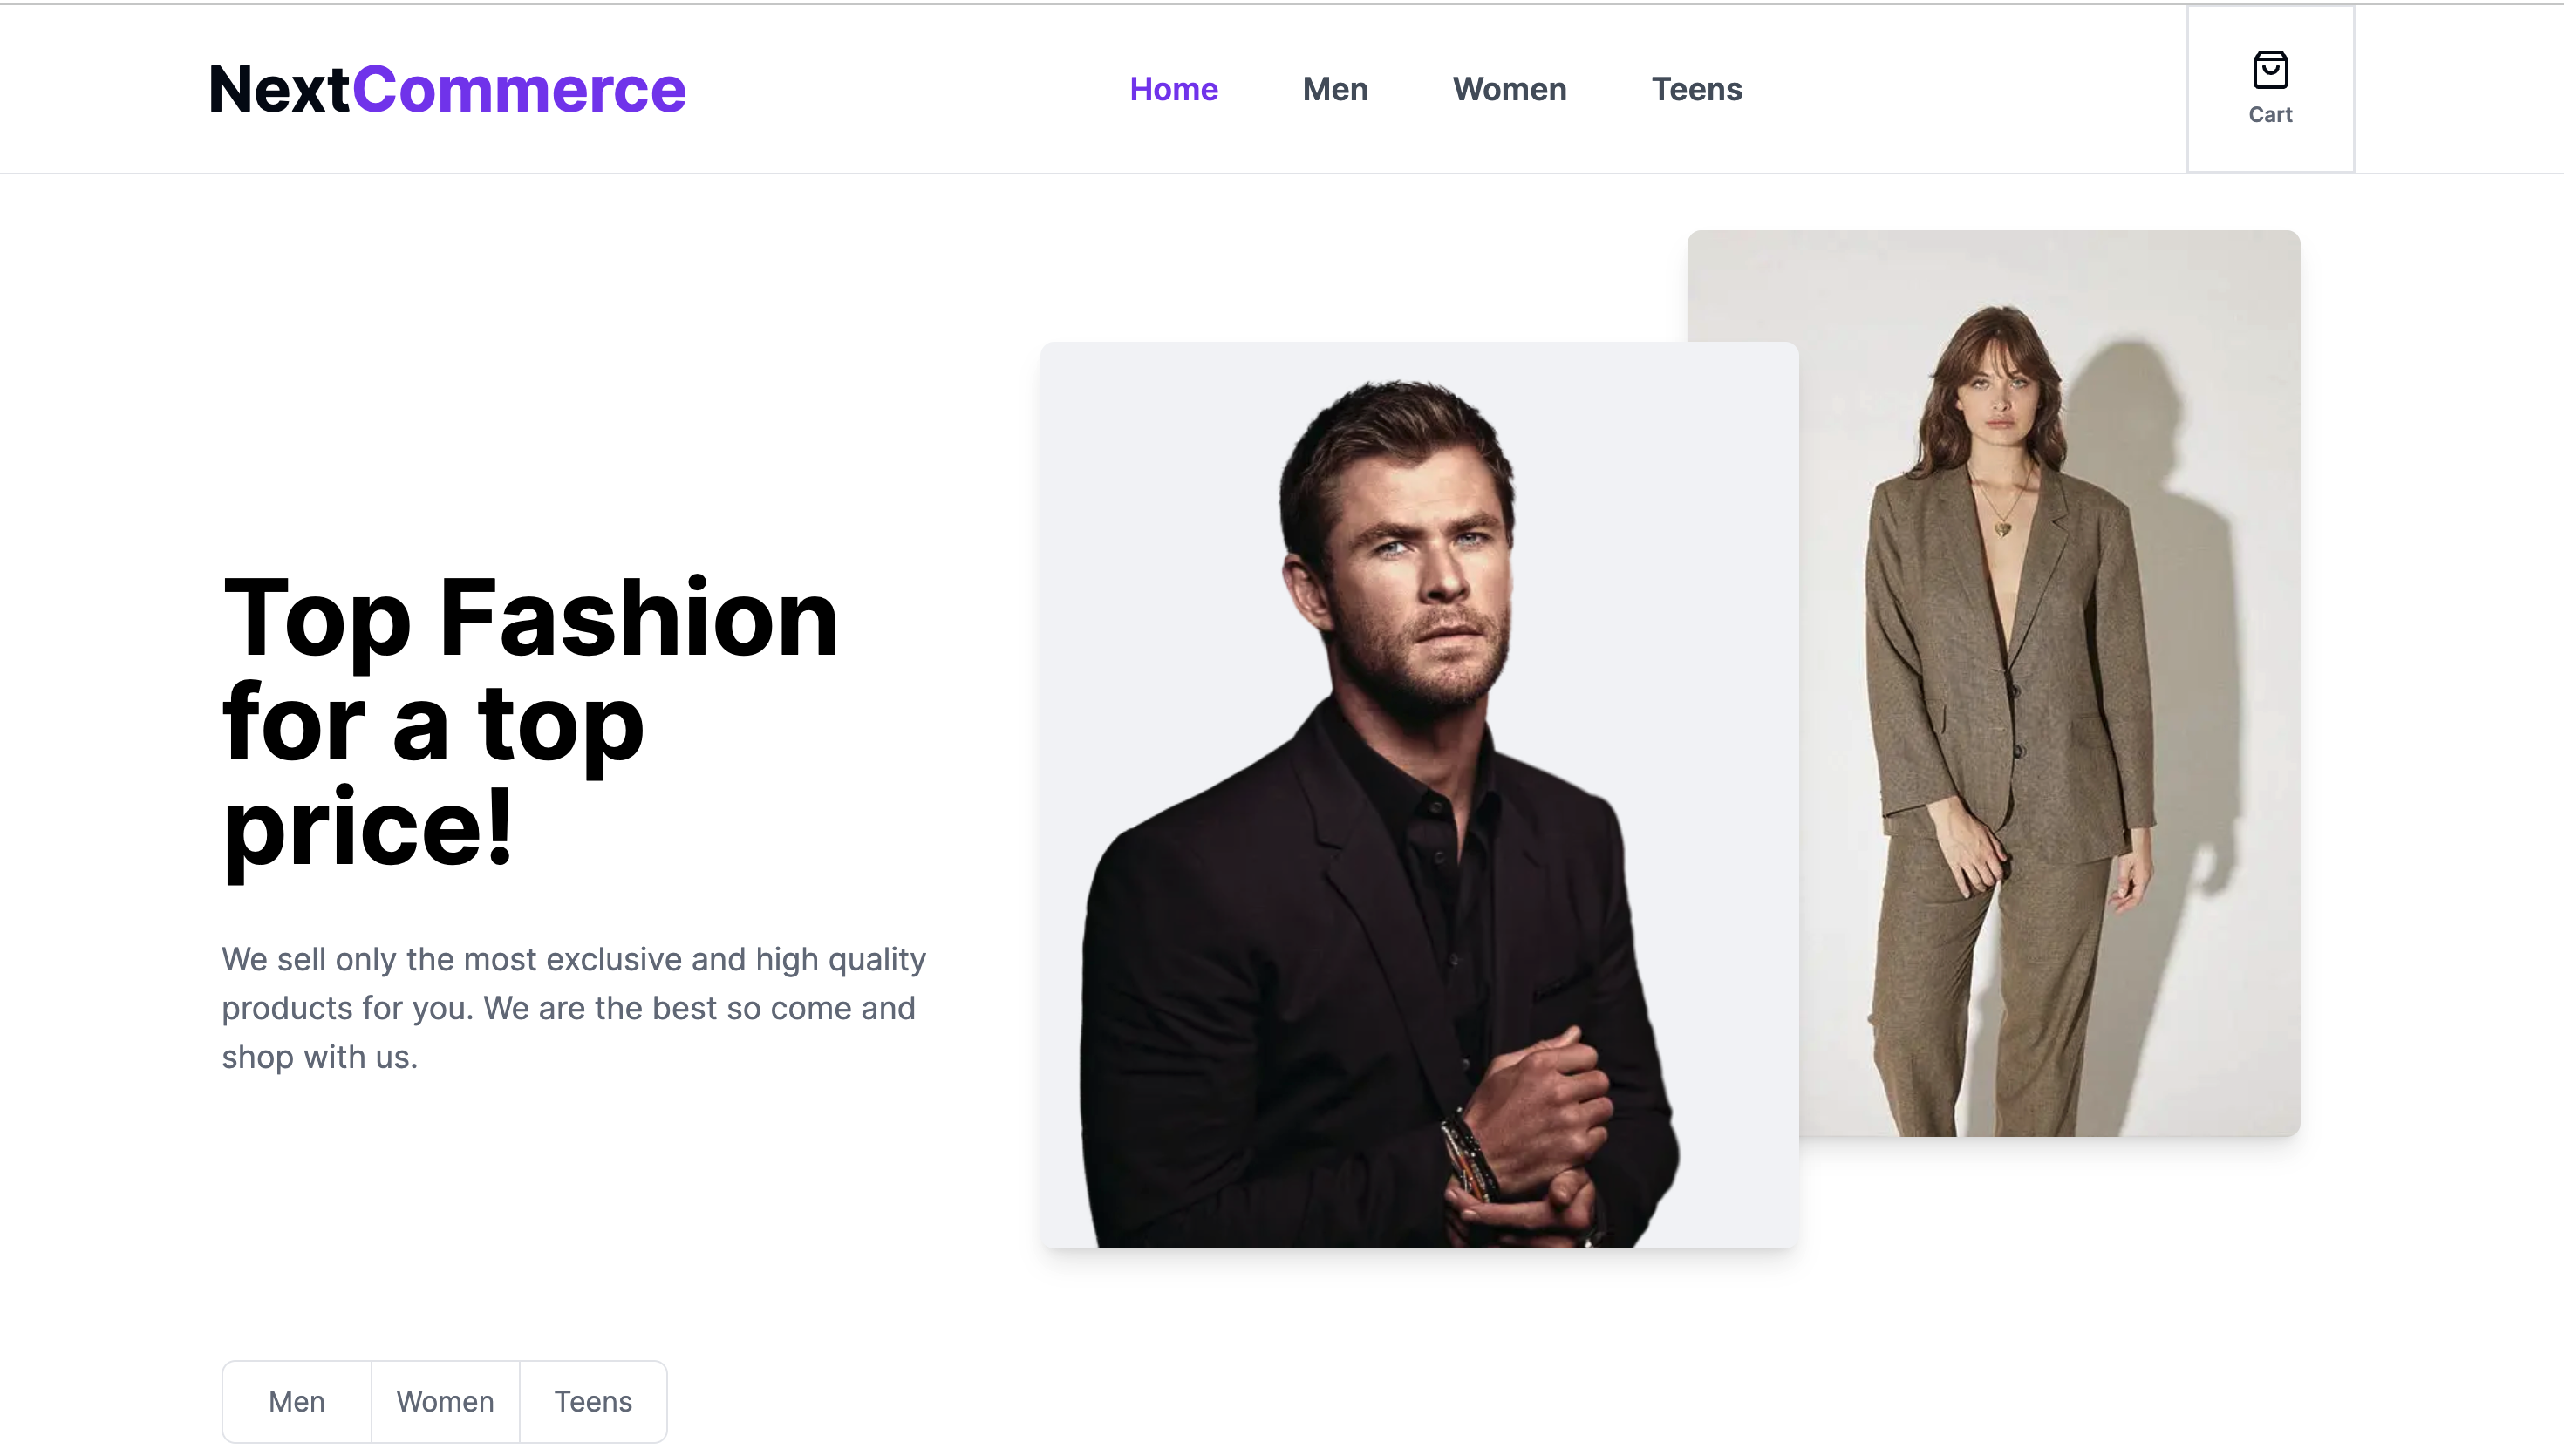 NextCommerce
Home Men Women Teens
Cart
Top Fashion
for a top
price!
We sell only the most exclusive and high quality
products for you. We are the best so come and
shop with us.
Men Women Teens